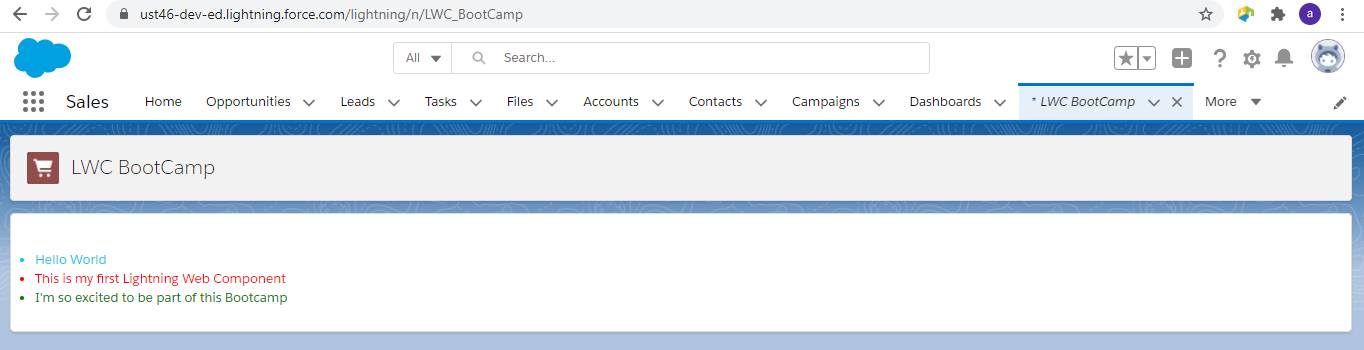 ust46-dev-ed.lightning.force.com/lightning/n/LWC_BootCamp
a
All Search...
Sales Home Opportunities Leads Tasks Files Accounts Contacts Campaigns Dashboards * LWC BootCamp More
LWC BootCamp
Hello World
This is my first Lightning Web Component
I'm so excited to be part of this Bootcamp